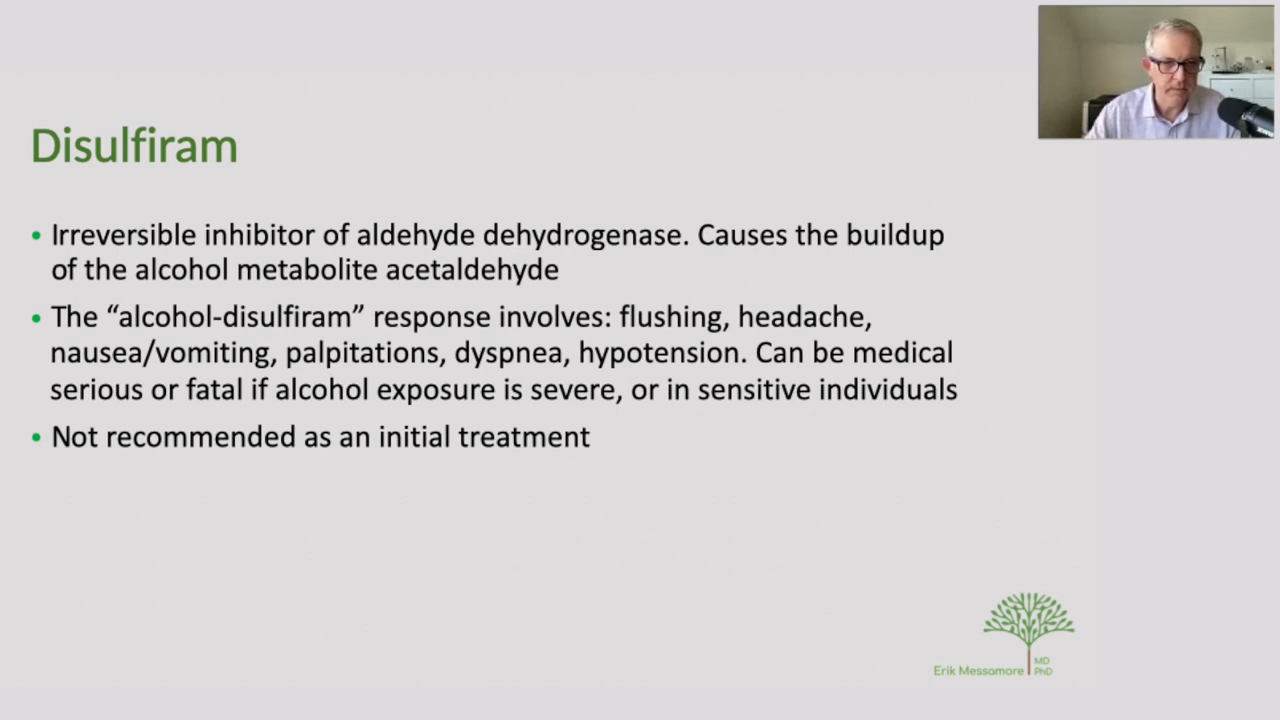 Disulfiram
• Irreversible inhibitor of aldehyde dehydrogenase. Causes the buildup
of the alcohol metabolite acetaldehyde
• The “alcohol-disulfiram” response involves: flushing, headache,
nausea/vomiting, palpitations, dyspnea, hypotension. Can be medical
serious or fatal if alcohol exposure is severe, or in sensitive individuals
• Not recommended as an initial treatment
Erik Messamore
MD
PhD